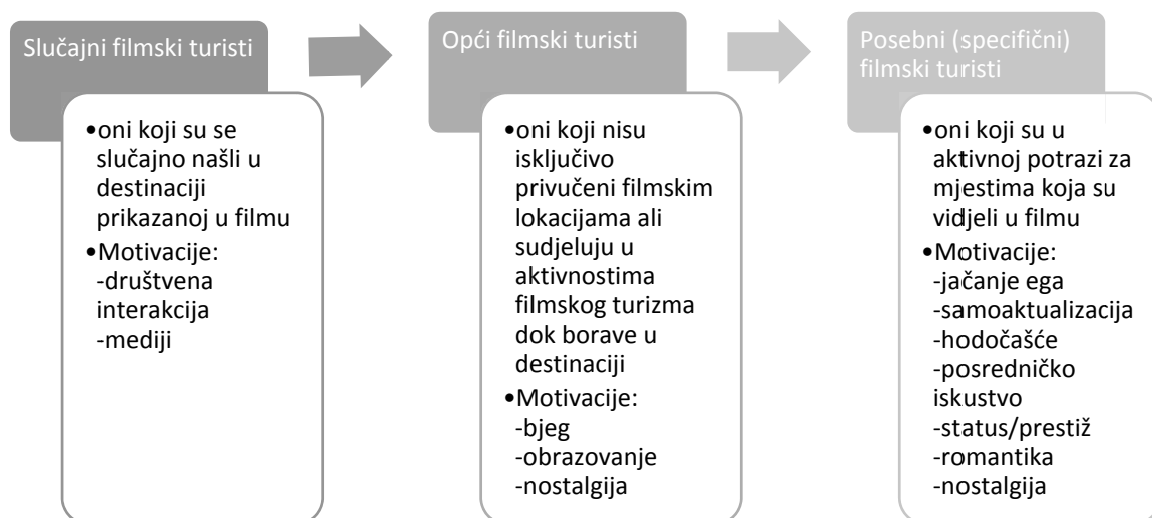 Slučajni filmski turisti
•oni koji su se
slučajno našli u
destinaciji
prikazanoj u filmu
•Motivacije:
-društvena
interakcija
-mediji
Opći filmski turisti
•oni koji nisu
isključivo
privučeni filmskim
lokacijama ali
sudjeluju u
aktivnostima
filmskog turizma
dok borave u
destinaciji
•Motivacije:
-bjeg
-obrazovanje
-nostalgija
Posebni (specifični)
filmski turisti
•oni koji su u
aktivnoj potrazi za
mjestima koja su
vidjeli u filmu
•Motivacije:
-jačanje ega
-samoaktualizacija
-hodočašće
-posredničko
iskustvo
-status/prestiž
-romantika
-nostalgija